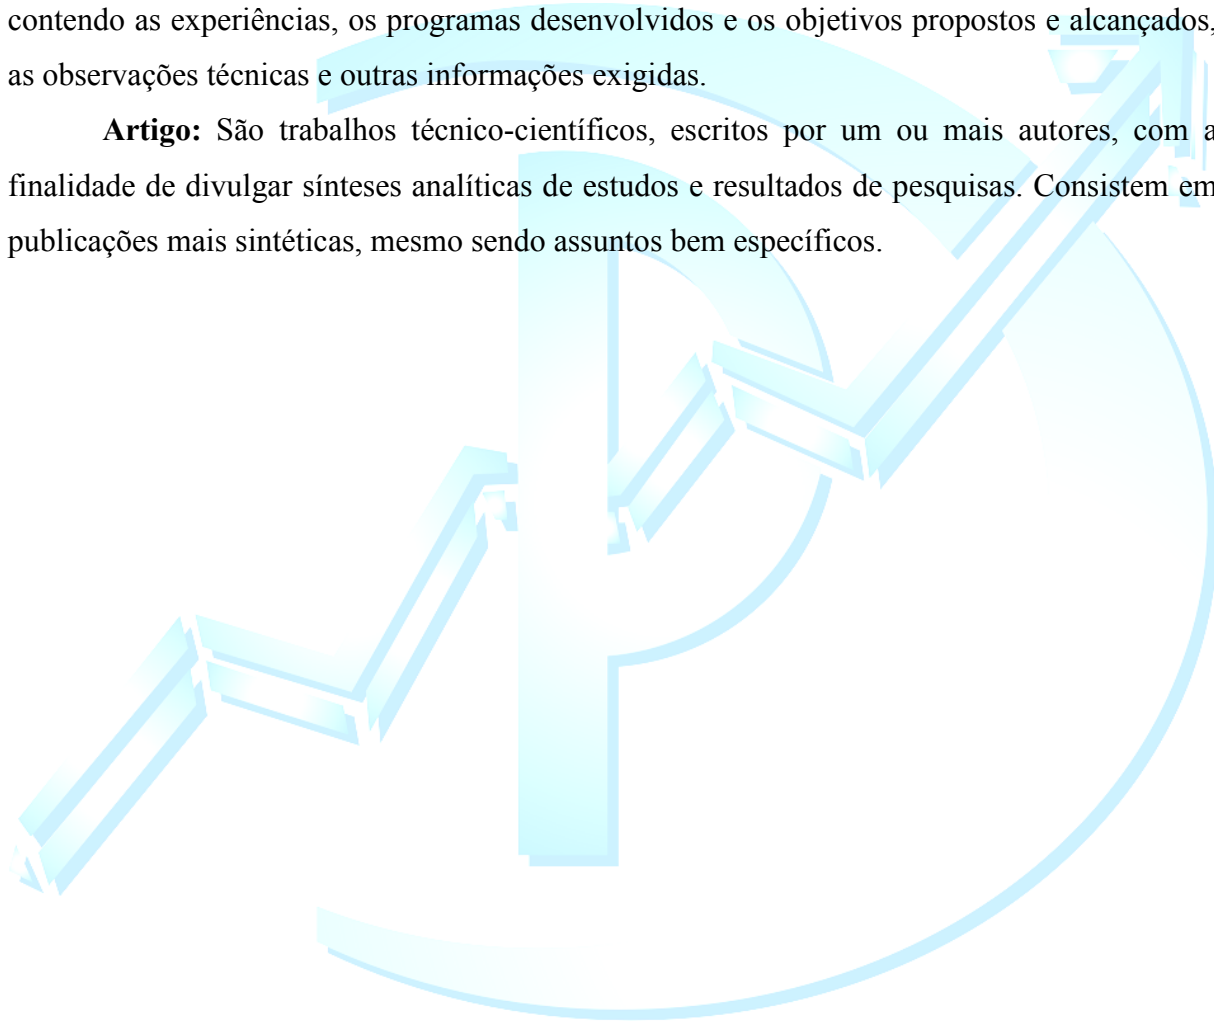 contendo as experiências, os programas desenvolvidos e os objetivos propostos e alcançados,
as observações técnicas e outras informações exigidas.
Artigo: São trabalhos técnico-científicos, escritos por um ou mais autores, com a
finalidade de divulgar sínteses analíticas de estudos e resultados de pesquisas. Consistem em
publicações mais sintéticas, mesmo sendo assuntos bem específicos.